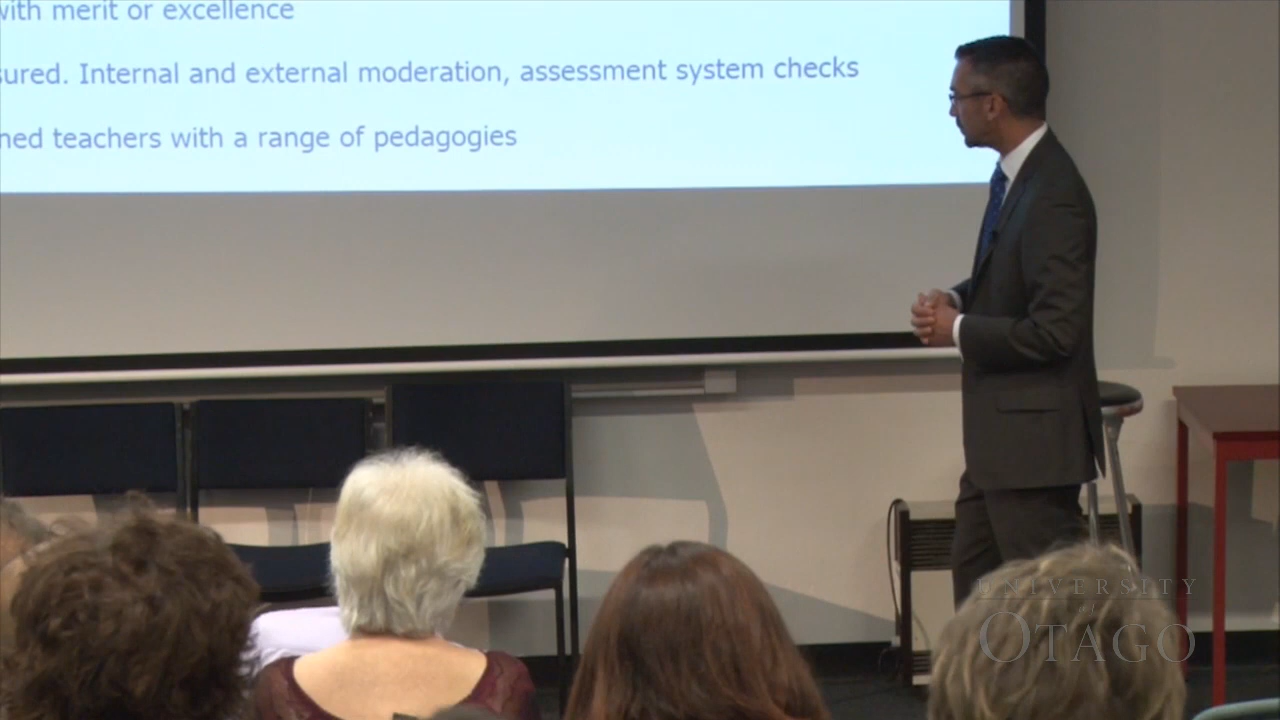 with merit or excellence
sured. Internal and external moderation, assessment system checks
ned teachers with a range of pedagogies
UNIVERSITY
of
OTAGO